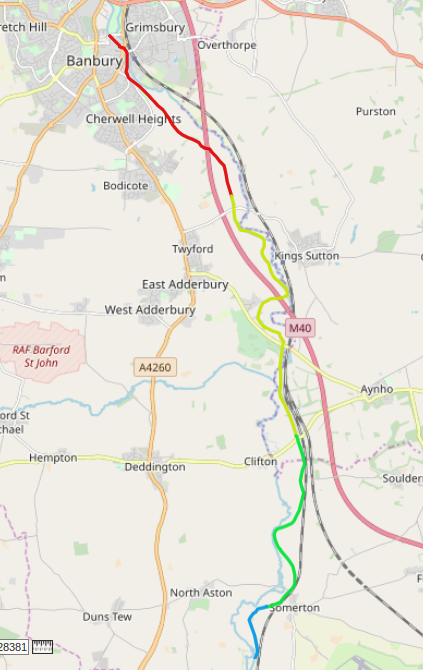 retch Hill
Grimsbury
Overthorpe
Banbury
Purston
Cherwell Heights
Bodicote
Twyford
Kings Sutton
East Adderbury
West Adderbury
M40
RAF Barford
St John
A4260
Aynho
ord St
chael
Hempton
Clifton
Deddington
Soulder
North Aston
Somerton
Duns Tew
28381